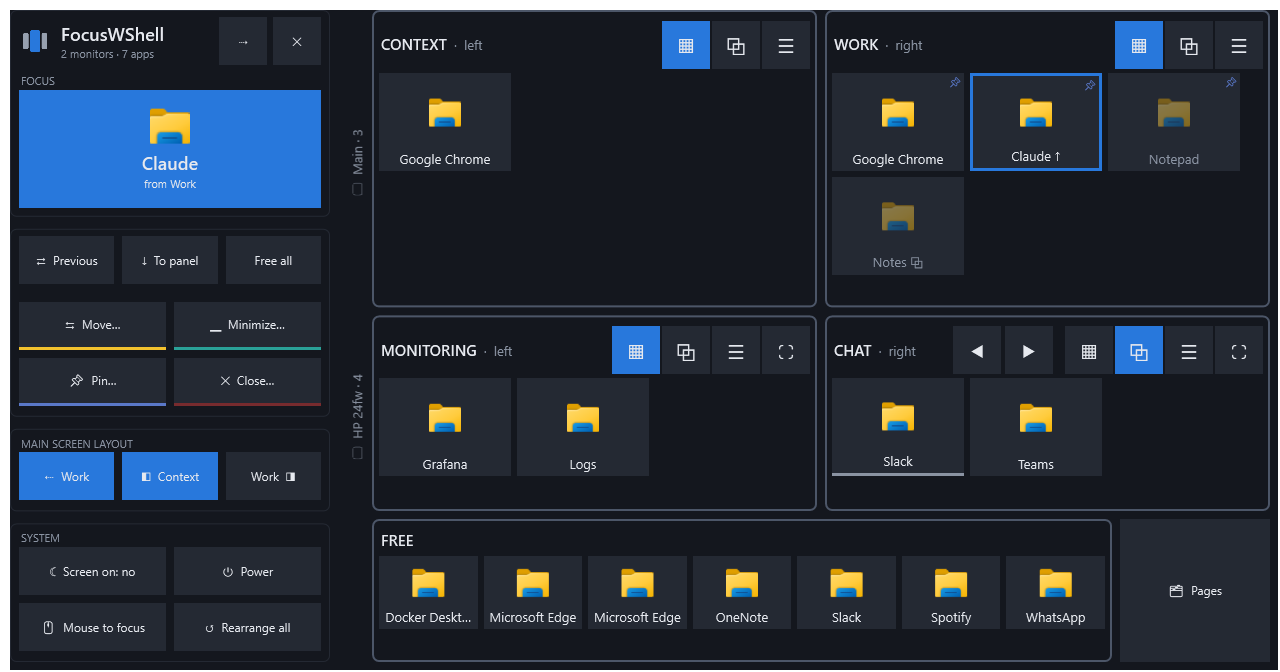 FocusWShell
2 monitors · 7 apps
→
×
FOCUS
Claude
from Work
⇄ Previous
↓ To panel
Free all
⇆ Move...
Minimize...
Pin...
Close...
MAIN SCREEN LAYOUT
← Work
Context
Work
SYSTEM
Screen on: no
Power
Mouse to focus
↺ Rearrange all
Main · 3
HP 24fw · 4
CONTEXT · left
Google Chrome
WORK · right
Google Chrome
Claude ↑
Notepad
Notes
MONITORING · left
Grafana
Logs
CHAT · right
Slack
Teams
FREE
Docker Deskt...
Microsoft Edge
Microsoft Edge
OneNote
Slack
Spotify
WhatsApp
Pages